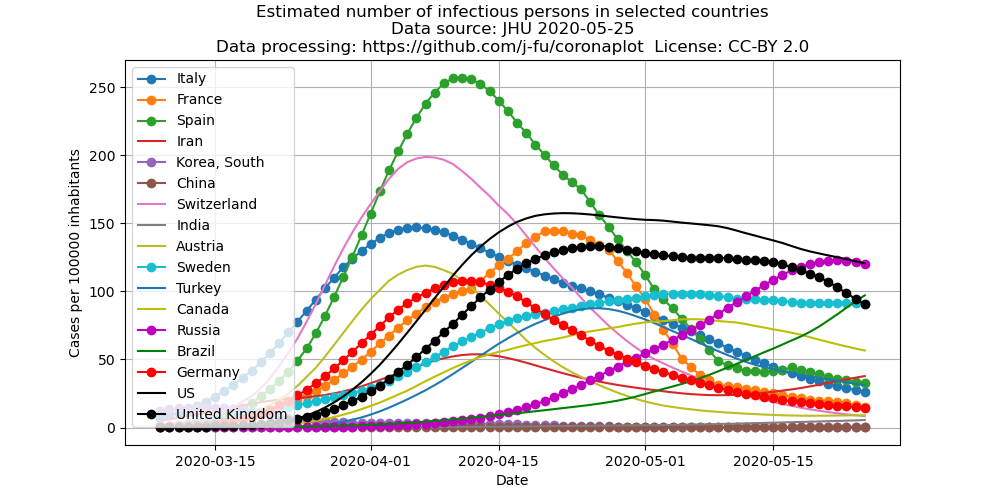 Estimated number of infectious persons in selected countries
Data source: JHU 2020-05-25
Data processing: https://github.com/j-fu/coronaplot  License: CC-BY 2.0
Cases per 100000 inhabitants
250
200
150
100
50
0
Italy
France
Spain
Iran
Korea, South
China
Switzerland
India
Austria
Sweden
Turkey
Canada
Russia
Brazil
Germany
US
United Kingdom
2020-03-15
2020-04-01
2020-04-15
2020-05-01
2020-05-15
Date